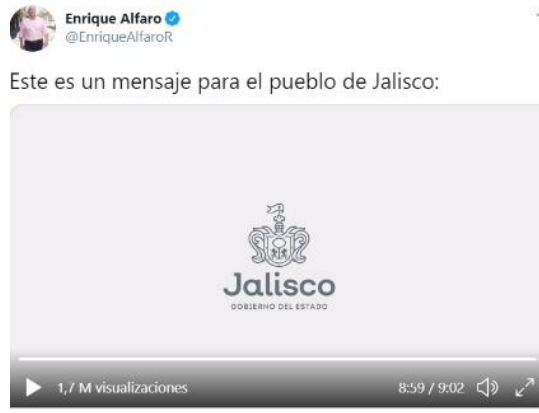 Enrique Alfaro
@EnriqueAlfaroR
Este es un mensaje para el pueblo de Jalisco:
Jalisco
GOBIERNO DEL ESTADO
1,7 M visualizaciones
8:59 / 9:02